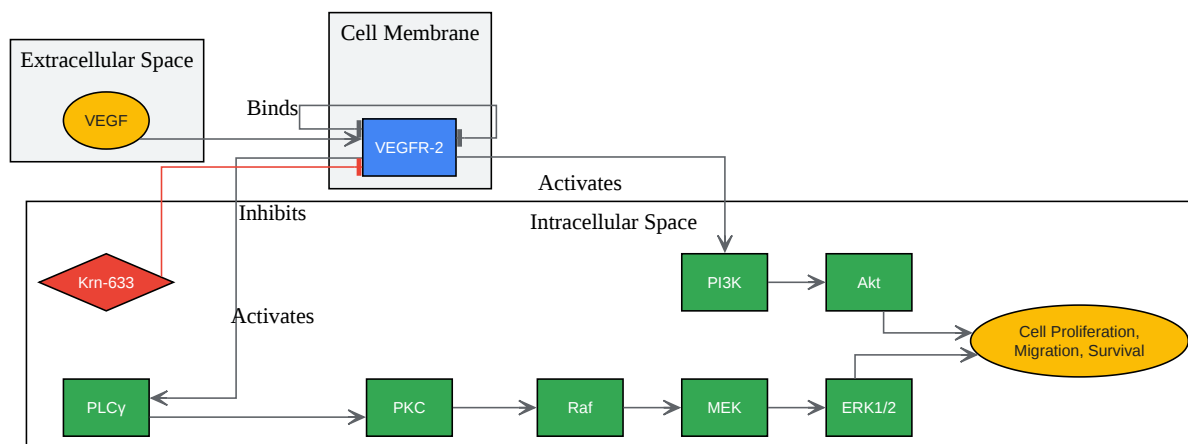 Cell Membrane
Extracellular Space
VEGF
Binds
VEGFR-2
Activates
Inhibits
Intracellular Space
Krn-633
PI3K
Akt
Activates
Cell Proliferation,
Migration, Survival
PLCγ
PKC
Raf
MEK
ERK1/2